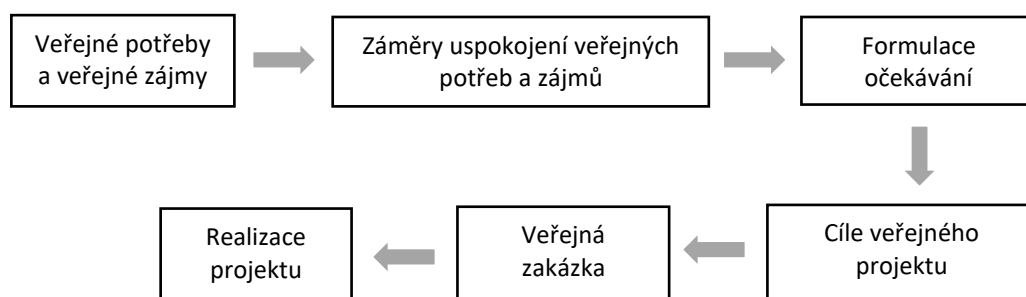 Veřejné potřeby
a veřejné zájmy
Záměry uspokojení veřejných
potřeb a zájmů
Formulace
očekávání
Cíle veřejného
projektu
Veřejná
zakázka
Realizace
projektu